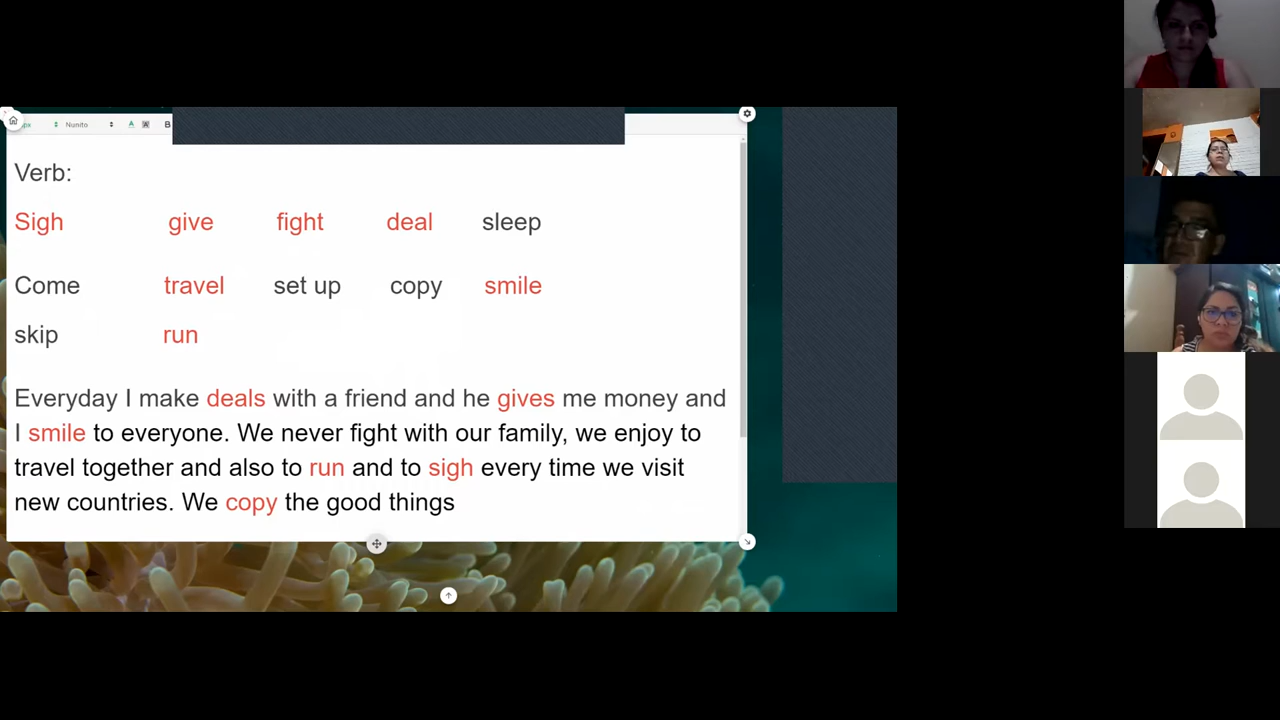 px Nunito A A B
Verb:
Sigh give fight deal sleep
Come travel set up copy smile
skip run
Everyday I make deals with a friend and he gives me money and
I smile to everyone. We never fight with our family, we enjoy to
travel together and also to run and to sigh every time we visit
new countries. We copy the good things